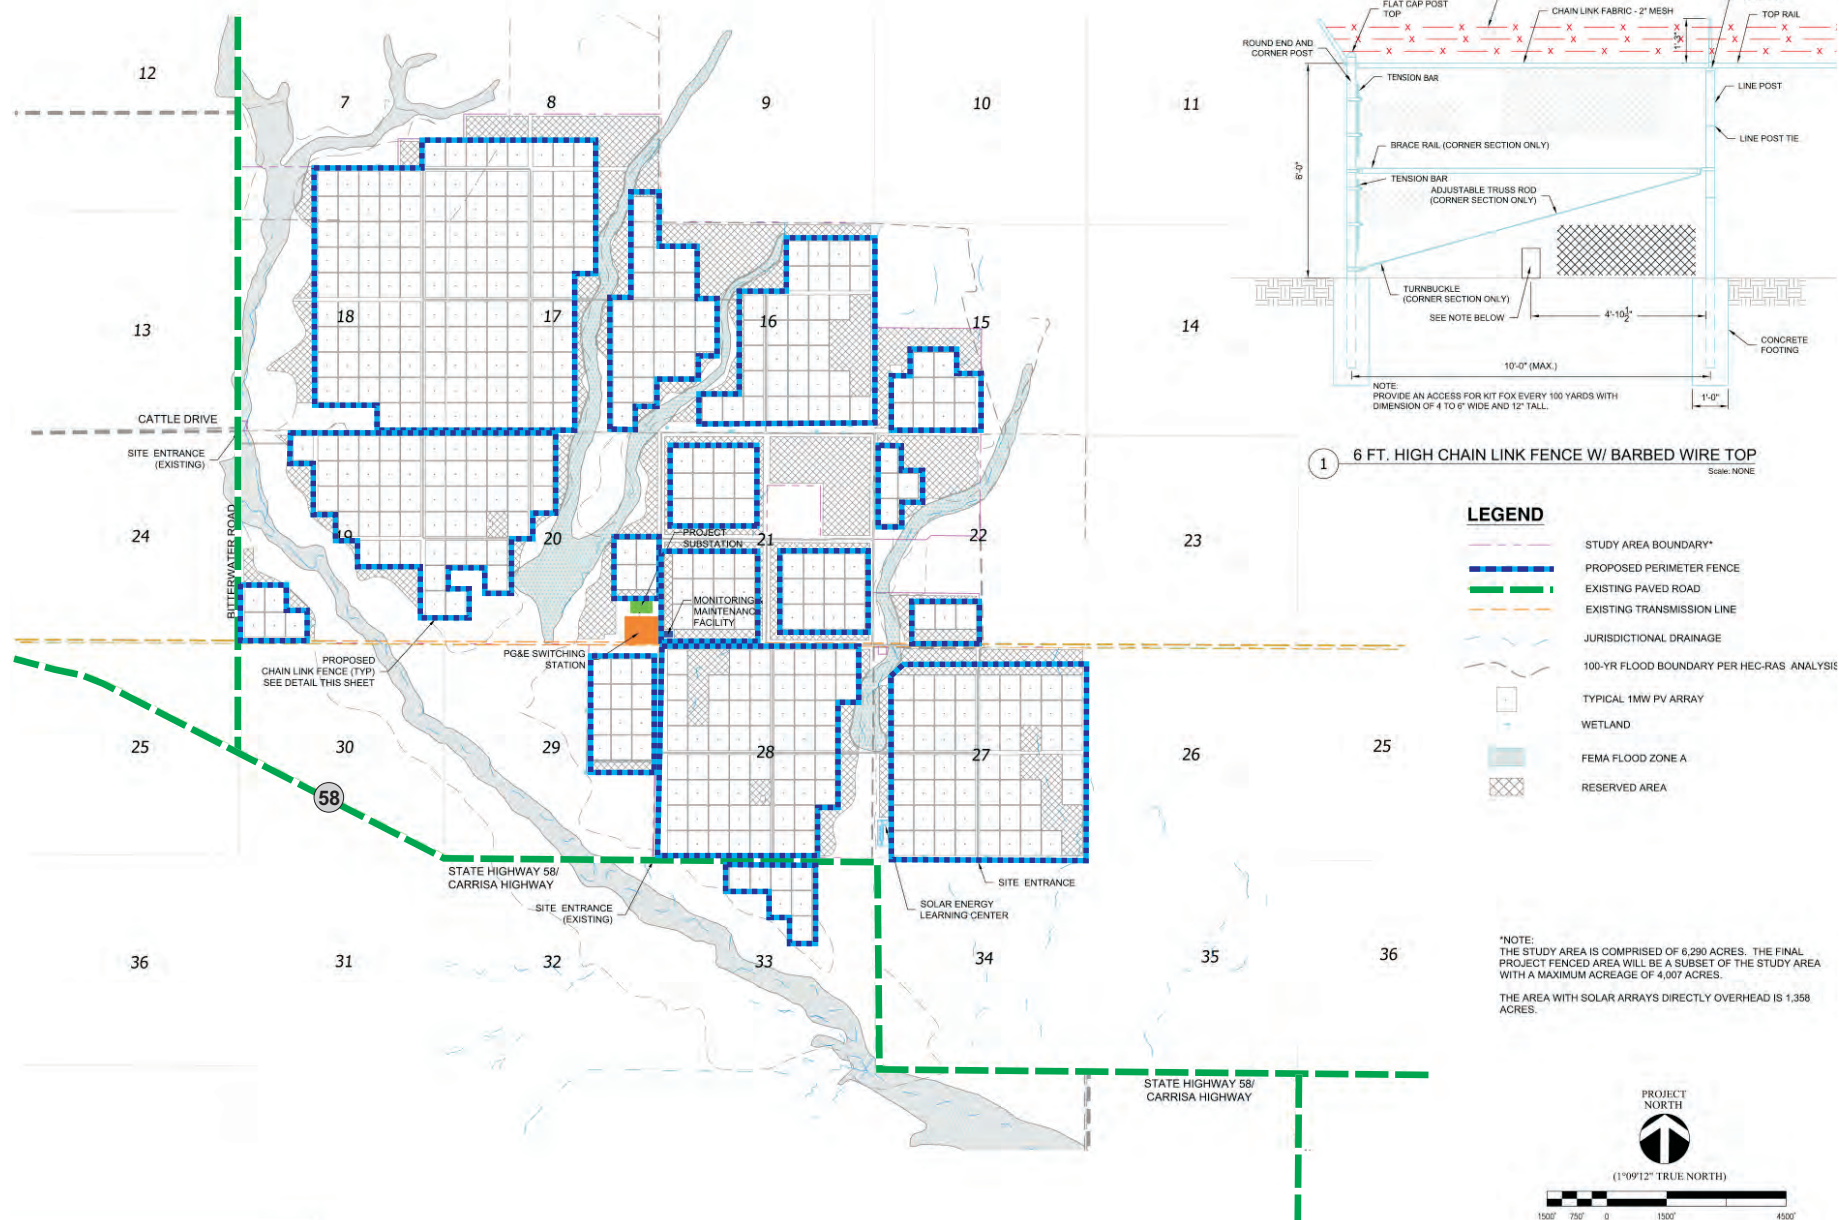 12
7
8
9
10
11
13
18
17
16
15
14
CATTLE DRIVE
SITE ENTRANCE
(EXISTING)
BITTERWATER ROAD
24
19
20
21
22
23
PROJECT
SUBSTATION
MONITORING
MAINTENANCE
FACILITY
PG&E SWITCHING
STATION
PROPOSED
CHAIN LINK FENCE (TYP)
SEE DETAIL THIS SHEET
25
30
29
28
27
26
25
58
STATE HIGHWAY 58/
CARRISA HIGHWAY
SITE ENTRANCE
(EXISTING)
SITE ENTRANCE
SOLAR ENERGY
LEARNING CENTER
36
31
32
33
34
35
36
STATE HIGHWAY 58/
CARRISA HIGHWAY
FLAT CAP POST
TOP
CHAIN LINK FABRIC - 2" MESH
TOP RAIL
ROUND END AND
CORNER POST
1'-3"
TENSION BAR
LINE POST
LINE POST TIE
BRACE RAIL (CORNER SECTION ONLY)
6'-0"
TENSION BAR
ADJUSTABLE TRUSS ROD
(CORNER SECTION ONLY)
TURNBUCKLE
(CORNER SECTION ONLY)
SEE NOTE BELOW
4'-10½"
CONCRETE
FOOTING
10'-0" (MAX.)
1'-0"
NOTE:
PROVIDE AN ACCESS FOR KIT FOX EVERY 100 YARDS WITH
DIMENSION OF 4 TO 6" WIDE AND 12" TALL.
1
6 FT. HIGH CHAIN LINK FENCE W/ BARBED WIRE TOP
Scale: NONE
LEGEND
STUDY AREA BOUNDARY*
PROPOSED PERIMETER FENCE
EXISTING PAVED ROAD
EXISTING TRANSMISSION LINE
JURISDICTIONAL DRAINAGE
100-YR FLOOD BOUNDARY PER HEC-RAS ANALYSIS
TYPICAL 1MW PV ARRAY
WETLAND
FEMA FLOOD ZONE A
RESERVED AREA
*NOTE:
THE STUDY AREA IS COMPRISED OF 6,290 ACRES. THE FINAL
PROJECT FENCED AREA WILL BE A SUBSET OF THE STUDY AREA
WITH A MAXIMUM ACREAGE OF 4,007 ACRES.
THE AREA WITH SOLAR ARRAYS DIRECTLY OVERHEAD IS 1,358
ACRES.
PROJECT
NORTH
(1°09'12" TRUE NORTH)
1500' 750' 0 1500' 4500'